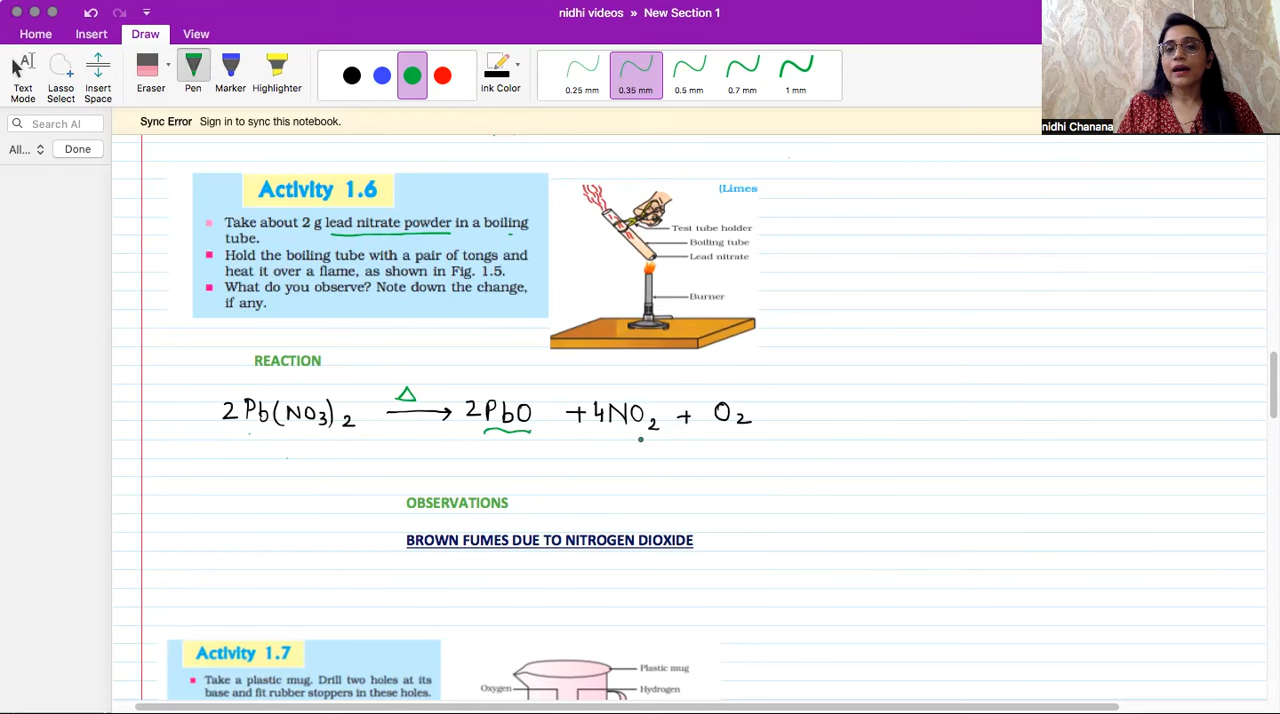 nidhi videos » New Section 1
Home Insert Draw View
Text Mode
Lasso Select
Insert Space
Eraser
Pen
Marker
Highlighter
Ink Color
0.25 mm
0.35 mm
0.5 mm
0.7 mm
1 mm
nidhi Chanana
Sync Error Sign in to sync this notebook.
Search Al
All...
Done
Activity 1.6
Take about 2 g lead nitrate powder in a boiling
tube.
Hold the boiling tube with a pair of tongs and
heat it over a flame, as shown in Fig. 1.5.
What do you observe? Note down the change,
if any.
(Limes
Test tube holder
Boiling tube
Lead nitrate
Burner
REACTION
2Pb(NO3)2 Δ→ 2PbO + 4NO2 + O2
OBSERVATIONS
BROWN FUMES DUE TO NITROGEN DIOXIDE
Activity 1.7
Take a plastic mug. Drill two holes at its
base and fit rubber stoppers in these holes.
Plastic mug
Oxygen
Hydrogen